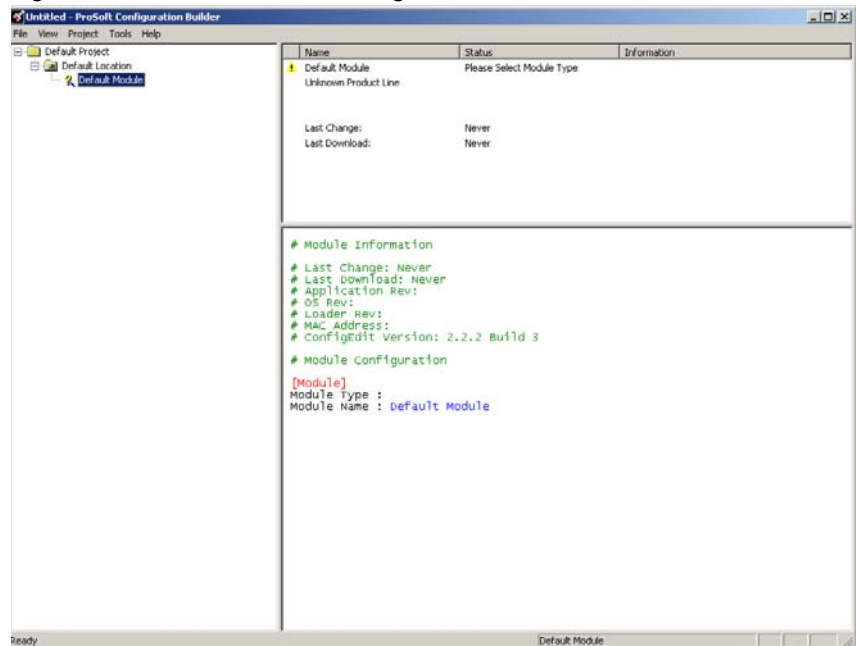 Untitled - ProSoft Configuration Builder
File View Project Tools Help
Default Project
Default Location
Default Module
Name Status Information
Default Module Please Select Module Type
Unknown Product Line
Last Change: Never
Last Download: Never
# Module Information
# Last Change: Never
# Last Download: Never
# Application Rev:
# OS Rev:
# Loader Rev:
# MAC Address:
# ConfigEdit Version: 2.2.2 Build 3
# Module Configuration
[Module]
Module Type :
Module Name : Default Module
Ready Default Module